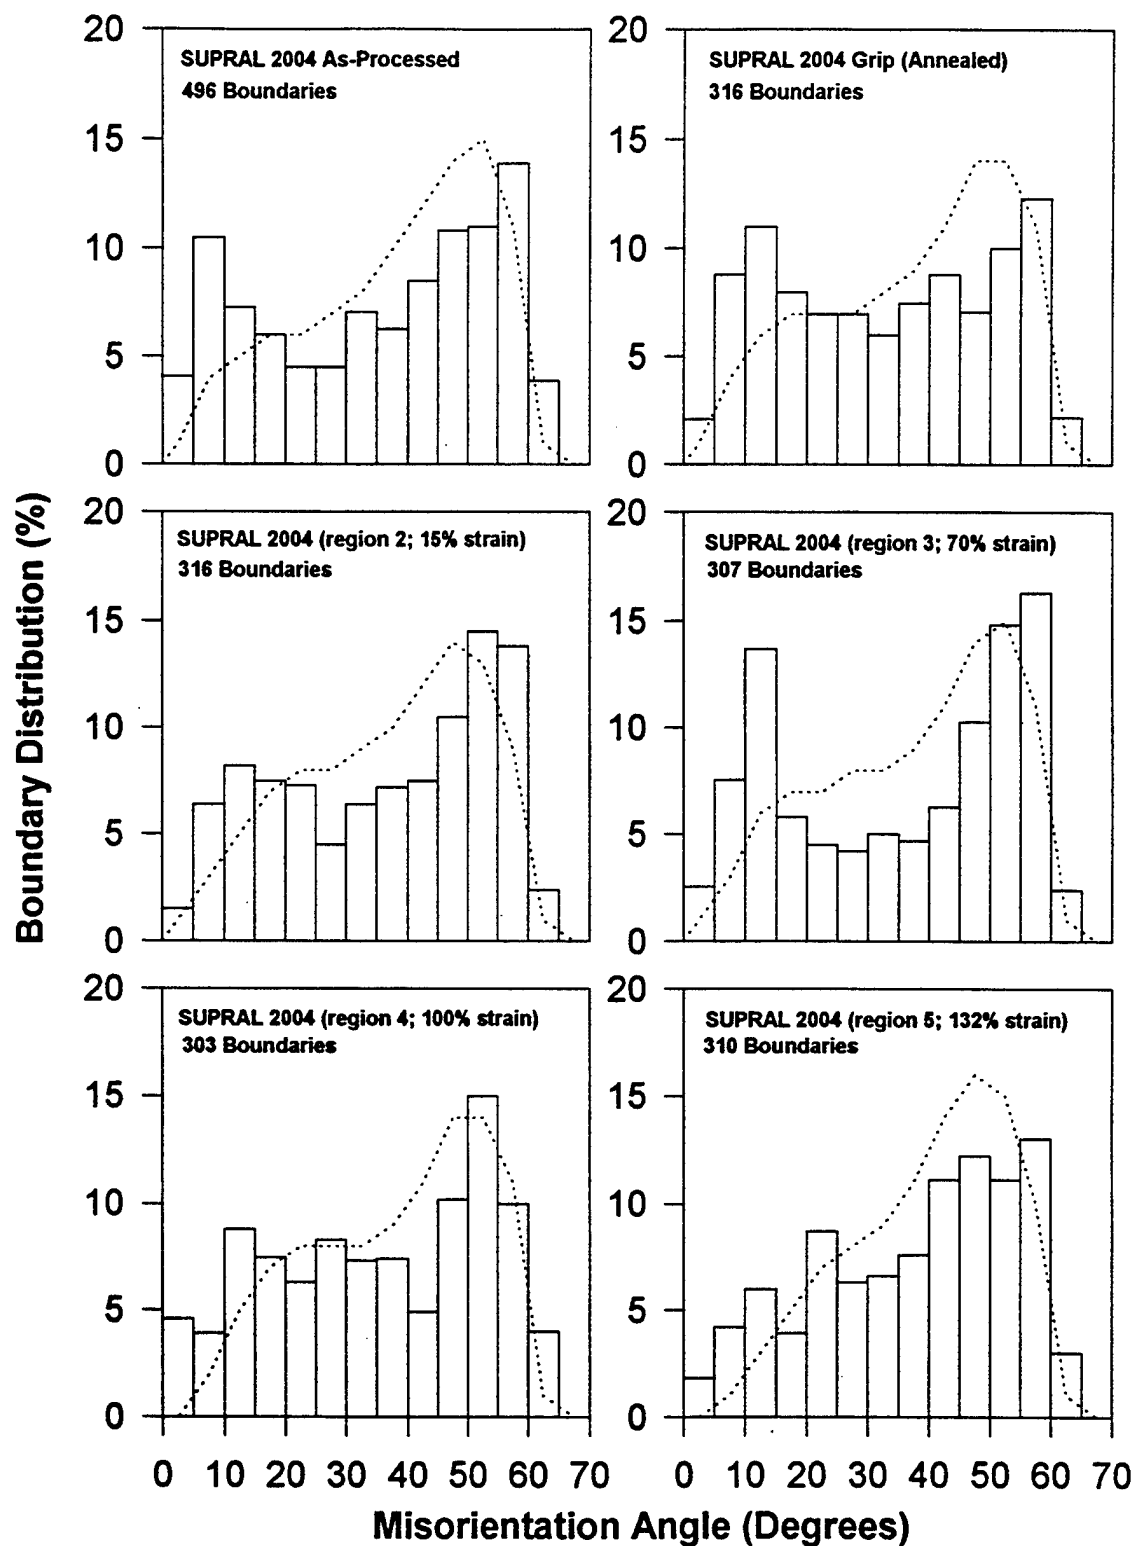 20
15
10
5
0
SUPRAL 2004 As-Processed
496 Boundaries
20
15
10
5
0
SUPRAL 2004 Grip (Annealed)
316 Boundaries
Boundary Distribution (%)
20
15
10
5
0
SUPRAL 2004 (region 2; 15% strain)
316 Boundaries
20
15
10
5
0
SUPRAL 2004 (region 3; 70% strain)
307 Boundaries
20
15
10
5
0
SUPRAL 2004 (region 4; 100% strain)
303 Boundaries
20
15
10
5
0
SUPRAL 2004 (region 5; 132% strain)
310 Boundaries
0 10 20 30 40 50 60 70
0 10 20 30 40 50 60 70
Misorientation Angle (Degrees)